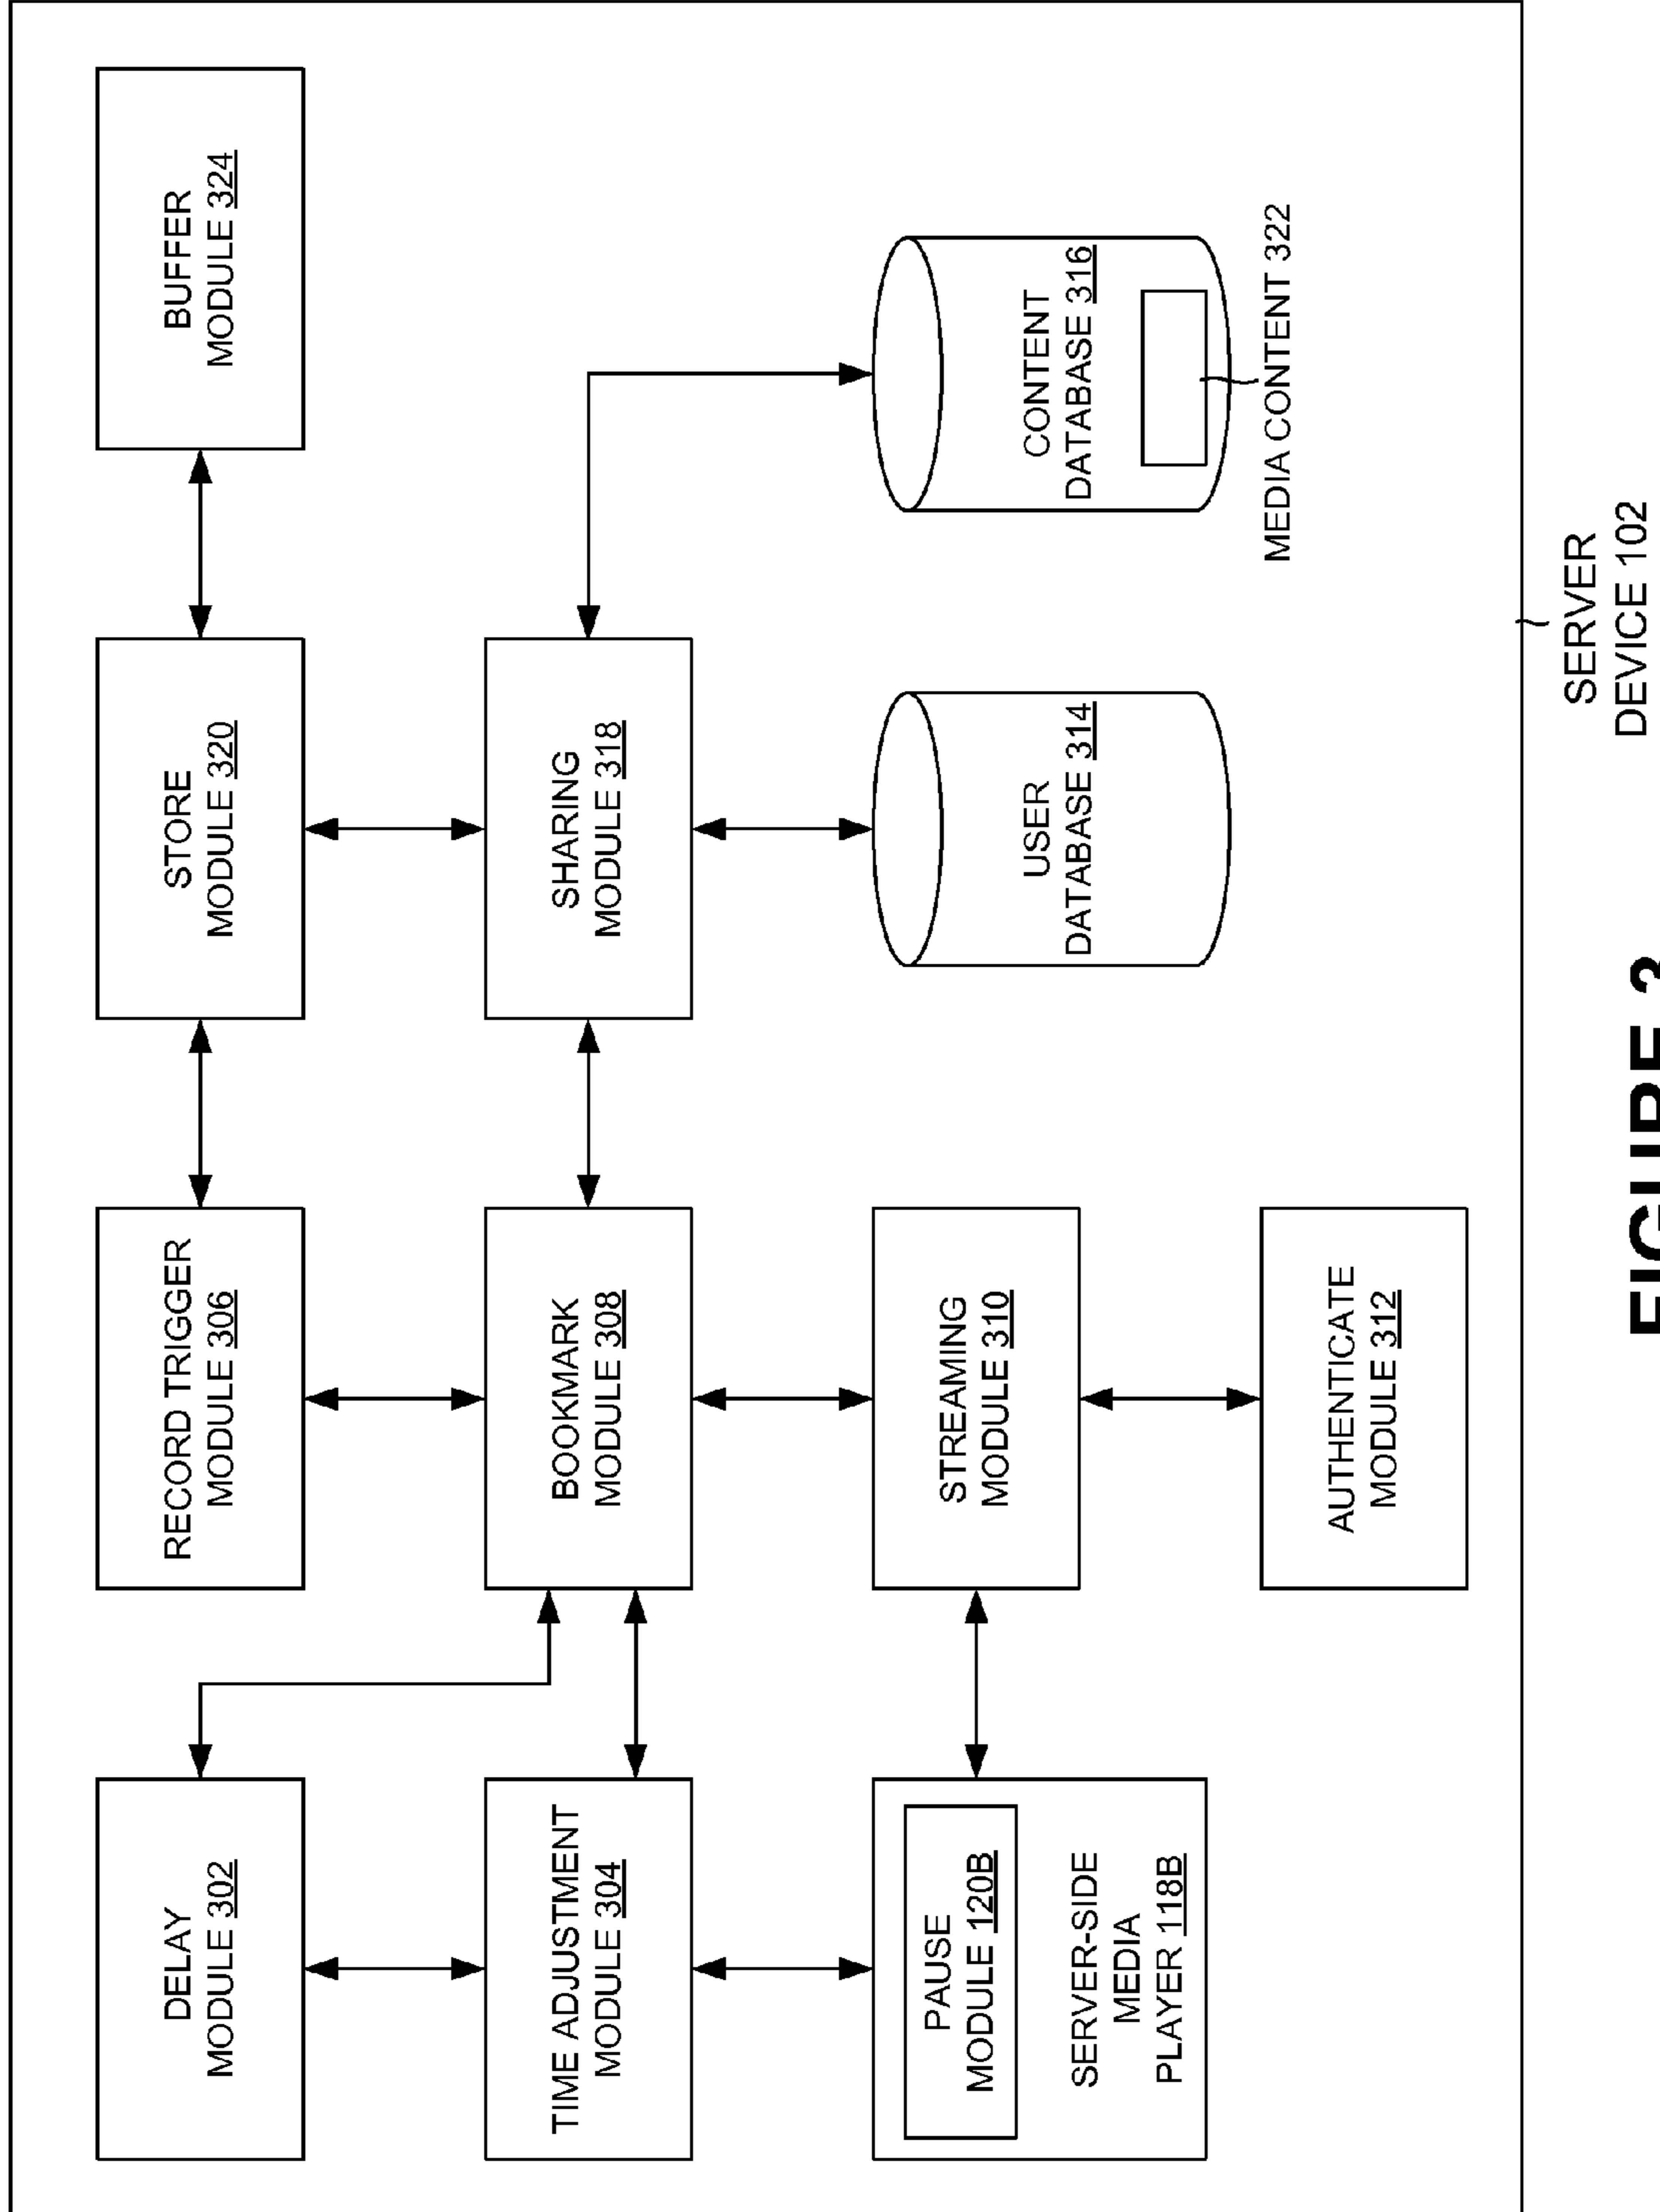 DELAY
MODULE 302
RECORD TRIGGER
MODULE 306
STORE
MODULE 320
BUFFER
MODULE 324
TIME ADJUSTMENT
MODULE 304
BOOKMARK
MODULE 308
SHARING
MODULE 318
PAUSE
MODULE 120B
SERVER-SIDE
MEDIA
PLAYER 118B
STREAMING
MODULE 310
USER
DATABASE 314
CONTENT
DATABASE 316
MEDIA CONTENT 322
AUTHENTICATE
MODULE 312
SERVER
DEVICE 102
FIGURE 3